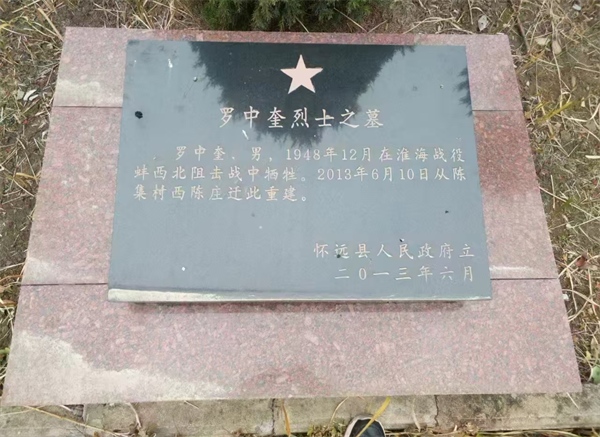 罗中奎烈士之墓
罗中奎、男，1948年12月在淮海战役
蚌西北阻击战中牺牲。2013年6月10日从陈
集村西陈庄迁此重建。
怀远县人民政府立
二0一三年六月